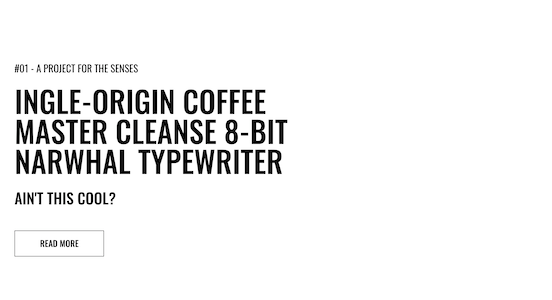 #01 - A PROJECT FOR THE SENSES
INGLE-ORIGIN COFFEE
MASTER CLEANSE 8-BIT
NARWHAL TYPEWRITER
AIN'T THIS COOL?
READ MORE